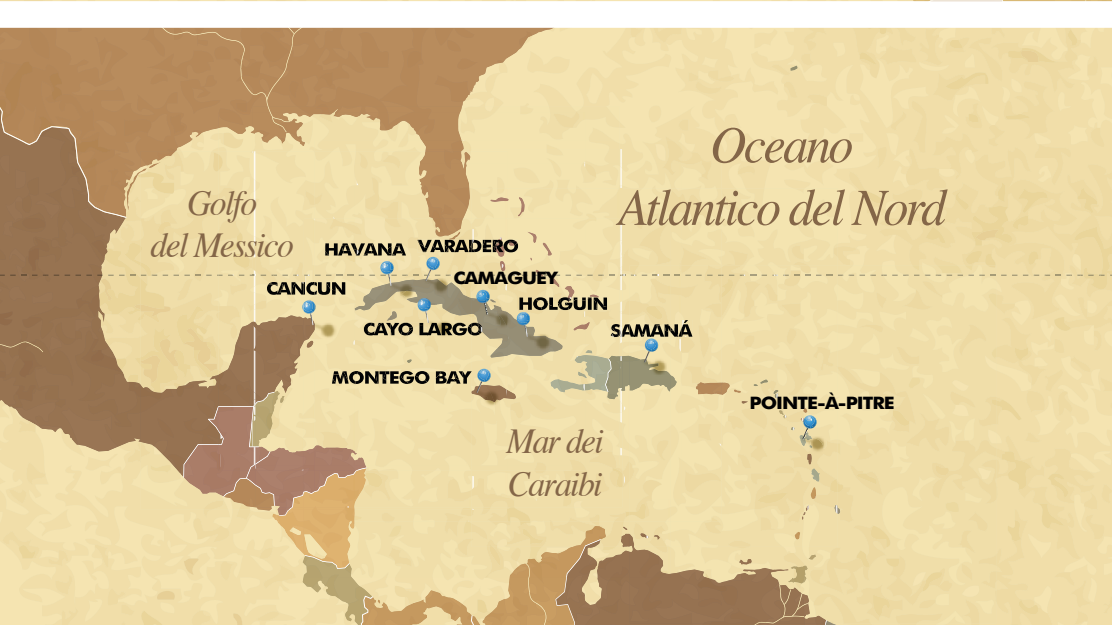 Oceano
Atlantico del Nord
Golfo
del Messico
HAVANA
VARADERO
CAMAGUEY
CANCUN
HOLGUIN
CAYO LARGO
SAMANÁ
MONTEGO BAY
POINTE-À-PITRE
Mar dei
Caraibi